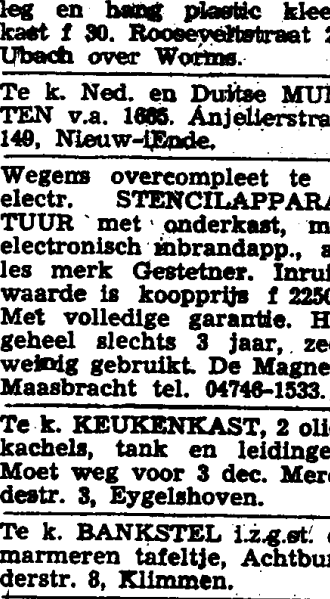 leg en hang plastic klee
kast f 30. Rooseveltstraat 2
Ubach over Worms.
Te k. Ned. en Duitse MU
TEN v.a. 1665. Anjelierstra
149, Nieuw-Einde.
Wegens overcompleet te
electr. STENCILAPPARA
TUUR met onderkast, m
electronisch inbrandapp., a
les merk Gestetner. Inrui
waarde is koopprijs f 2250
Met volledige garantie. H
geheel slechts 3 jaar, ze
weinig gebruikt. De Magne
Maasbracht tel. 04746-1533.
Te k. KEUKENKAST, 2 oli
kachels, tank en leidinge
Moet weg voor 3 dec. Mer
destr. 3, Eygelshoven.
Te k. BANKSTEL i.z.g.st.
marmeren tafeltje, Achtbu
derstr. 8, Klimmen.